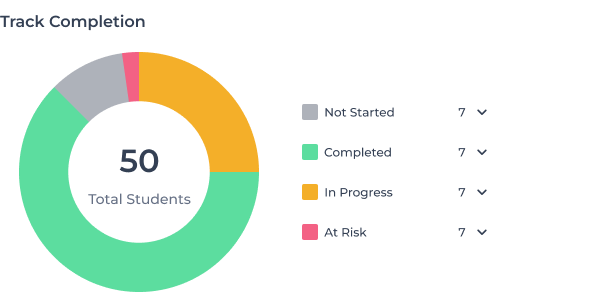 Track Completion
50
Total Students
Not Started 7
Completed 7
In Progress 7
At Risk 7